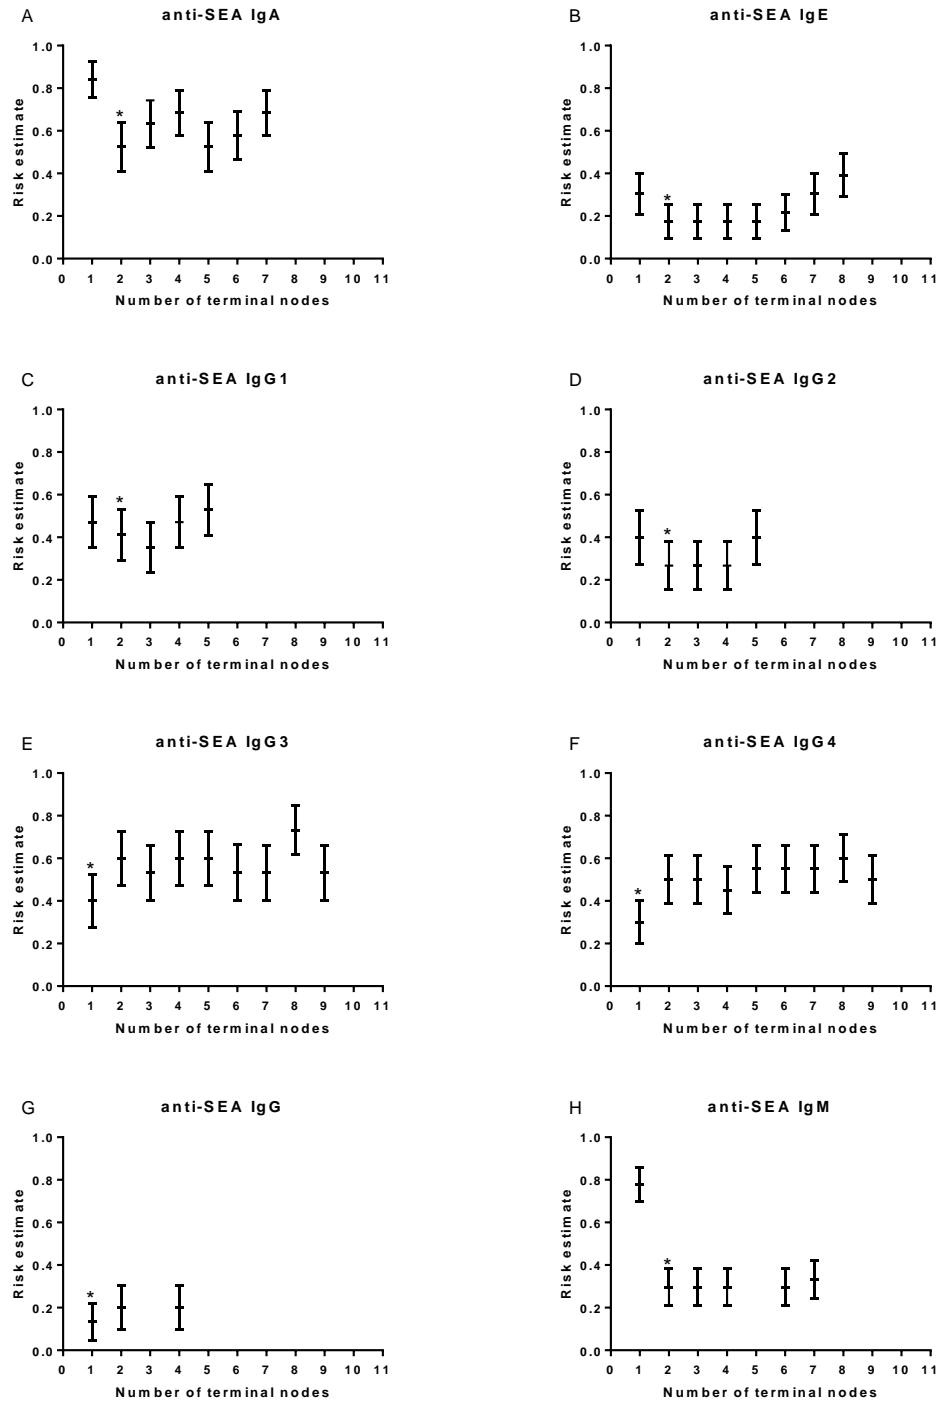 A anti-SEA IgA
B anti-SEA IgE
1.0 1.0
0.8 0.8
* 
0.6 0.6
Risk estimate Risk estimate
0.4 0.4
*
0.2 0.2
0.0 0.0
0 1 2 3 4 5 6 7 8 9 10 11 0 1 2 3 4 5 6 7 8 9 10 11
Number of terminal nodes Number of terminal nodes
C anti-SEA IgG1
D anti-SEA IgG2
1.0 1.0
0.8 0.8
0.6 0.6
* *
Risk estimate Risk estimate
0.4 0.4
0.2 0.2
0.0 0.0
0 1 2 3 4 5 6 7 8 9 10 11 0 1 2 3 4 5 6 7 8 9 10 11
Number of terminal nodes Number of terminal nodes
E anti-SEA IgG3
F anti-SEA IgG4
1.0 1.0
0.8 0.8
0.6 0.6
* *
Risk estimate Risk estimate
0.4 0.4
0.2 0.2
0.0 0.0
0 1 2 3 4 5 6 7 8 9 10 11 0 1 2 3 4 5 6 7 8 9 10 11
Number of terminal nodes Number of terminal nodes
G anti-SEA IgG
H anti-SEA IgM
1.0 1.0
0.8 0.8
0.6 0.6
Risk estimate Risk estimate
0.4 0.4
* *
0.2 0.2
0.0 0.0
0 1 2 3 4 5 6 7 8 9 10 11 0 1 2 3 4 5 6 7 8 9 10 11
Number of terminal nodes Number of terminal nodes